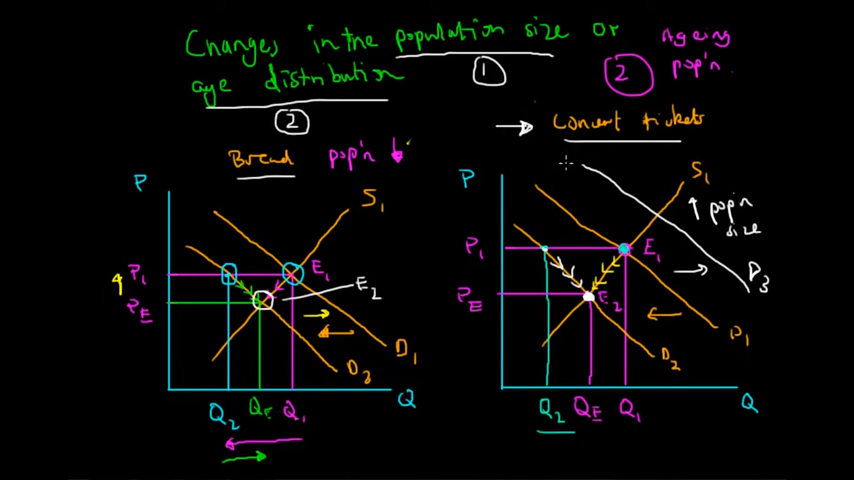 Changes in the population size or
age distribution
1
2
2
Ageing
pop'n
Bread pop'n ↓
→ Concert tickets
P
S1
P1
E1
E2
PE
D1
D2
Q2 QE Q1
Q
P
S1
↑ pop'n
size
P1
E1
D3
PE
E2
D1
D2
Q2 QE Q1
Q